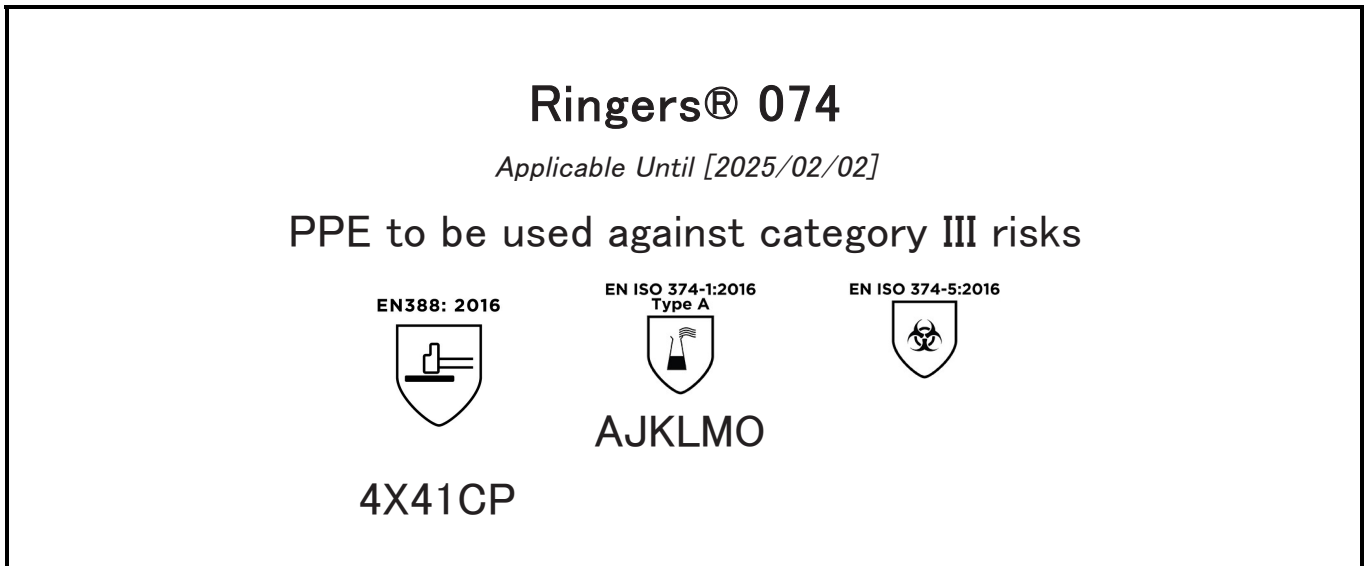 Ringers® 074
Applicable Until [2025/02/02]
PPE to be used against category III risks
EN388: 2016
EN ISO 374-1:2016
Type A
EN ISO 374-5:2016
AJKLMO
4X41CP